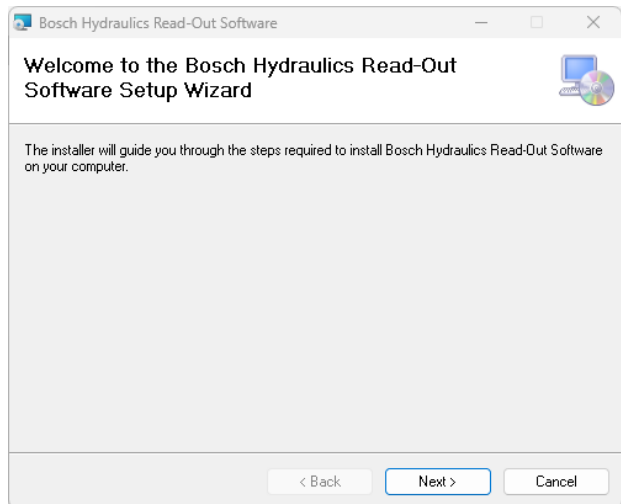 Bosch Hydraulics Read-Out Software
Welcome to the Bosch Hydraulics Read-Out
Software Setup Wizard
The installer will guide you through the steps required to install Bosch Hydraulics Read-Out Software
on your computer.
< Back
Next >
Cancel